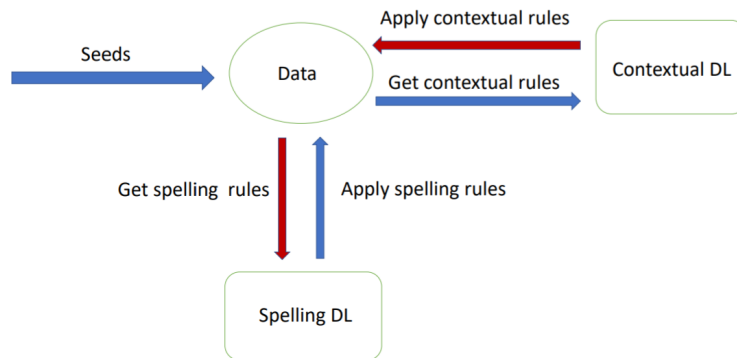 Apply contextual rules
Seeds
Data
Contextual DL
Get contextual rules
Get spelling rules
Apply spelling rules
Spelling DL